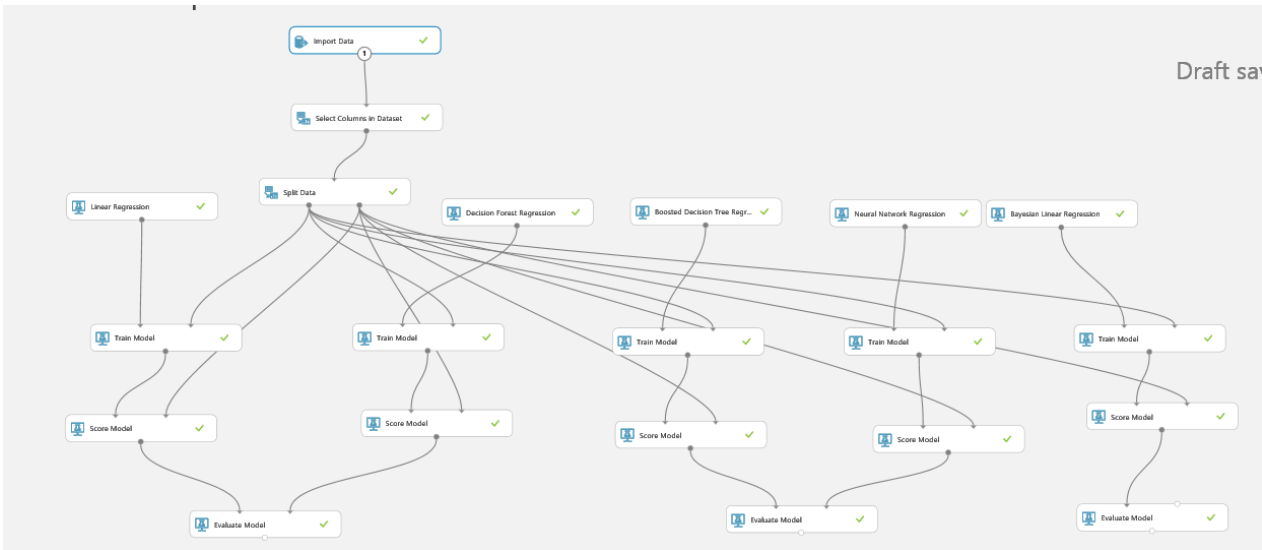 Import Data
1
Draft sav
Select Columns in Dataset
Split Data
Linear Regression
Decision Forest Regression
Boosted Decision Tree Regr...
Neural Network Regression
Bayesian Linear Regression
Train Model
Train Model
Train Model
Train Model
Train Model
Score Model
Score Model
Score Model
Score Model
Score Model
Evaluate Model
Evaluate Model
Evaluate Model